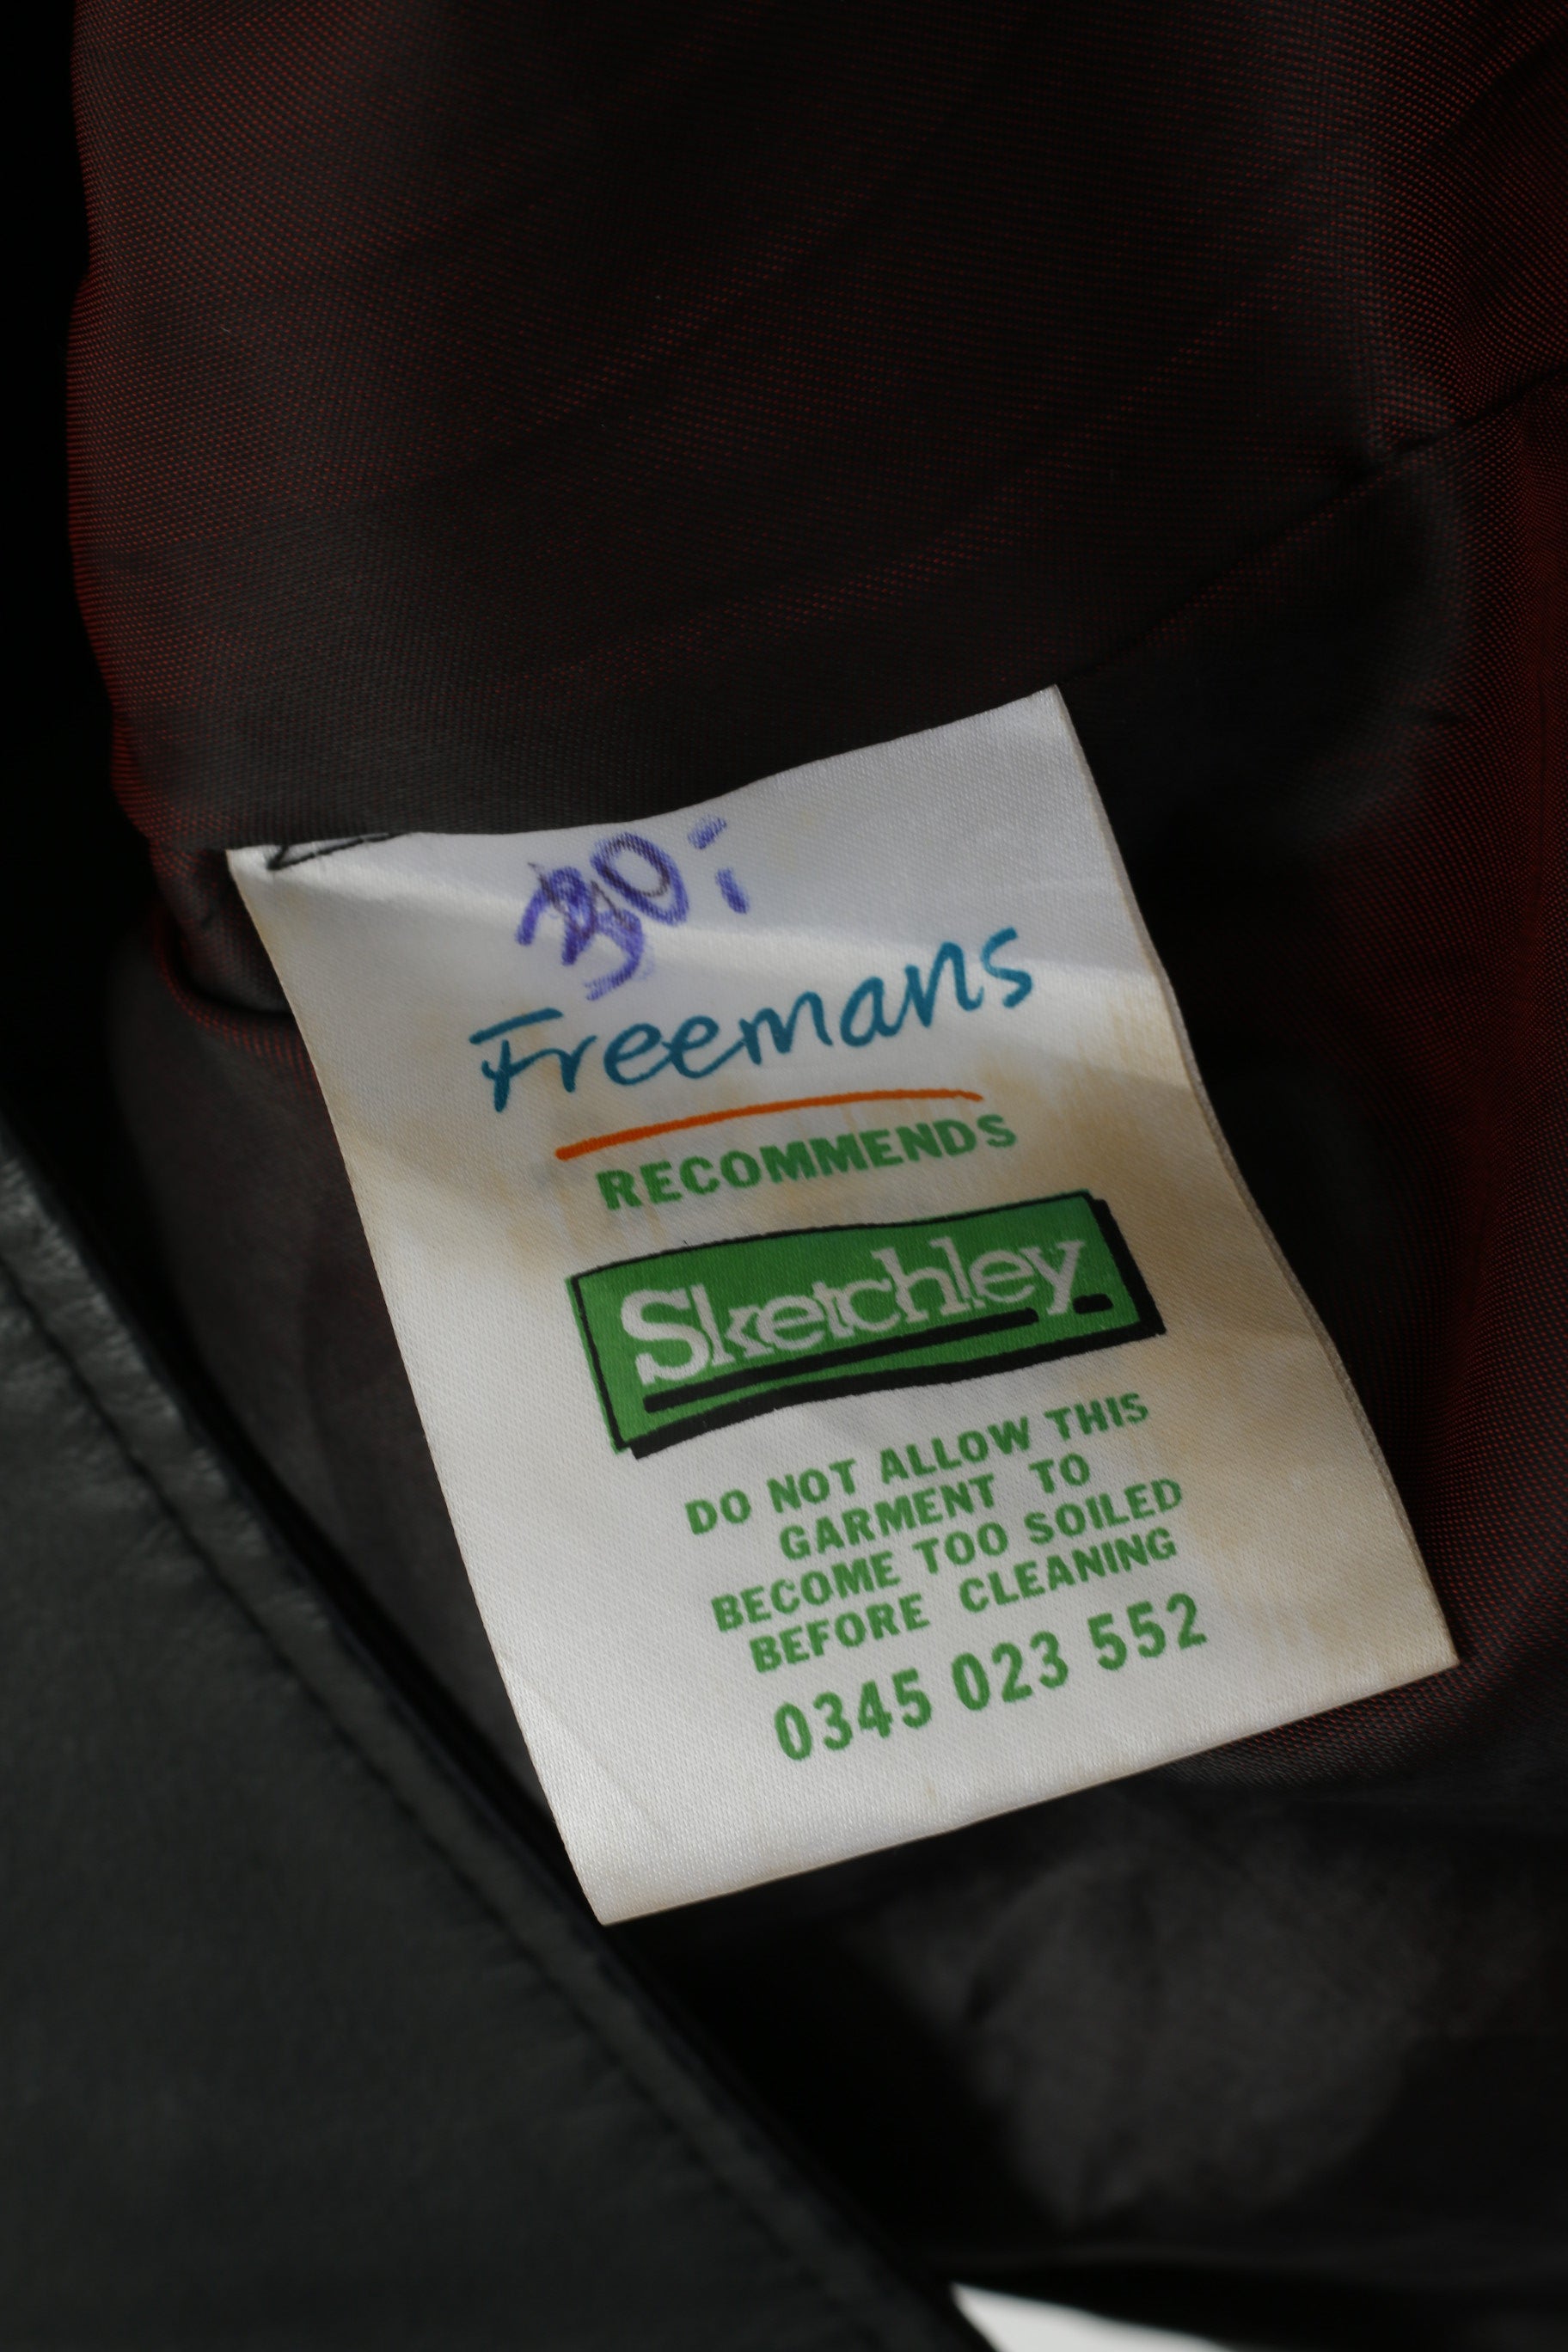 30
Freemans
RECOMMENDS
Sketchley
DO NOT ALLOW THIS
GARMENT TO
BECOME TOO SOILED
BEFORE CLEANING
0345 023 552